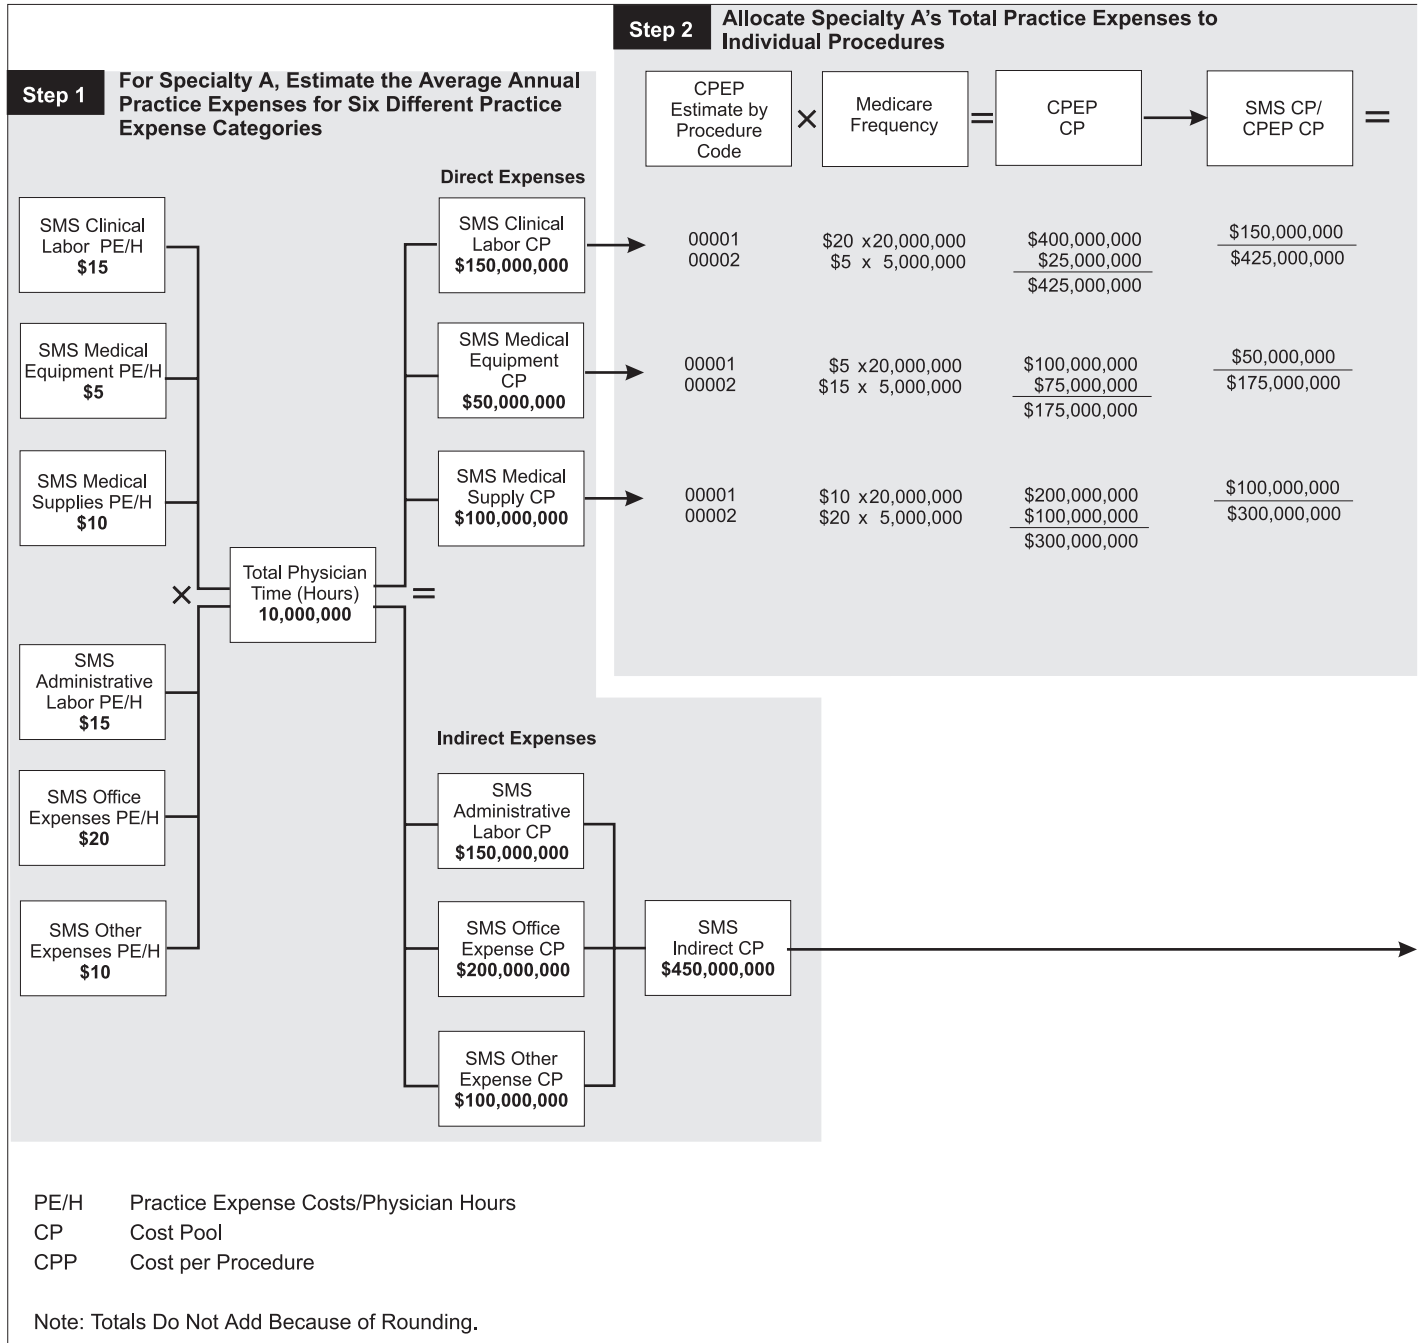 Step 1
For Specialty A, Estimate the Average Annual
Practice Expenses for Six Different Practice
Expense Categories
SMS Clinical
Labor PE/H
$15
SMS Medical
Equipment PE/H
$5
SMS Medical
Supplies PE/H
$10
×
SMS
Administrative
Labor PE/H
$15
SMS Office
Expenses PE/H
$20
SMS Other
Expenses PE/H
$10
Total Physician
Time (Hours)
10,000,000
=
Direct Expenses
SMS Clinical
Labor CP
$150,000,000
SMS Medical
Equipment
CP
$50,000,000
SMS Medical
Supply CP
$100,000,000
Indirect Expenses
SMS
Administrative
Labor CP
$150,000,000
SMS Office
Expense CP
$200,000,000
SMS Other
Expense CP
$100,000,000
SMS
Indirect CP
$450,000,000
Step 2
Allocate Specialty A's Total Practice Expenses to
Individual Procedures
CPEP
Estimate by
Procedure
Code
×
Medicare
Frequency
=
CPEP
CP
SMS CP/
CPEP CP
=
00001 $20 x20,000,000 $400,000,000 $150,000,000
00002 $5 x 5,000,000 $25,000,000 $425,000,000
$425,000,000
00001 $5 x20,000,000 $100,000,000 $50,000,000
00002 $15 x 5,000,000 $75,000,000 $175,000,000
$175,000,000
00001 $10 x20,000,000 $200,000,000 $100,000,000
00002 $20 x 5,000,000 $100,000,000 $300,000,000
$300,000,000
PE/H Practice Expense Costs/Physician Hours
CP Cost Pool
CPP Cost per Procedure
Note: Totals Do Not Add Because of Rounding.